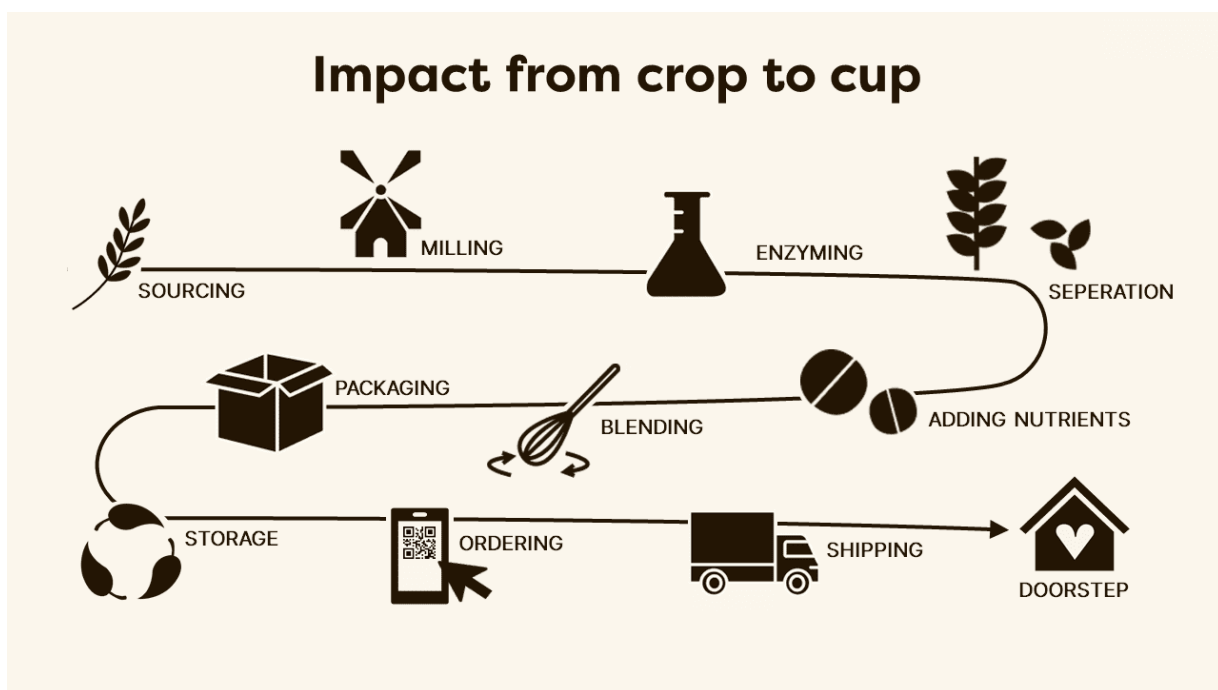 Impact from crop to cup
SOURCING
MILLING
ENZYMING
SEPERATION
ADDING NUTRIENTS
BLENDING
PACKAGING
STORAGE
ORDERING
SHIPPING
DOORSTEP